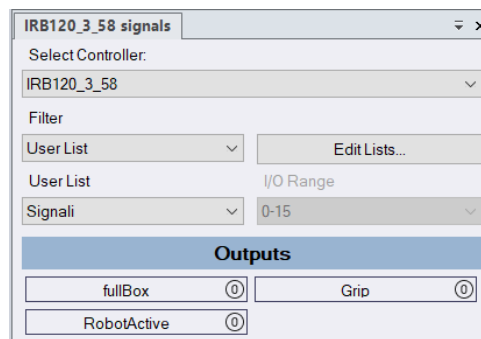 IRB120_3_58 signals
Select Controller:
IRB120_3_58
Filter
User List Edit Lists...
User List I/O Range
Signali 0-15
Outputs
fullBox 0 Grip 0
RobotActive 0